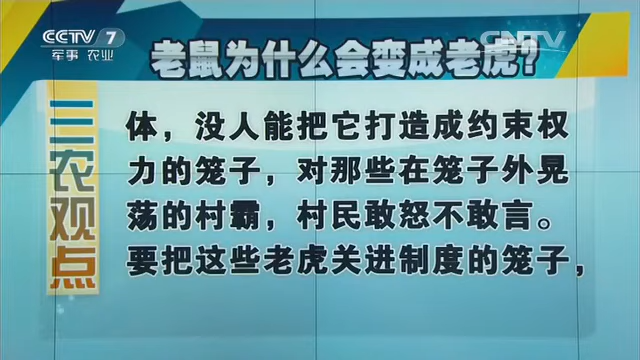 CCTV 7
军事 农业
CNTV
老鼠为什么会变成老虎?
三农观点
体，没人能把它打造成约束权
力的笼子，对那些在笼子外晃
荡的村霸，村民敢怒不敢言。
要把这些老虎关进制度的笼子，